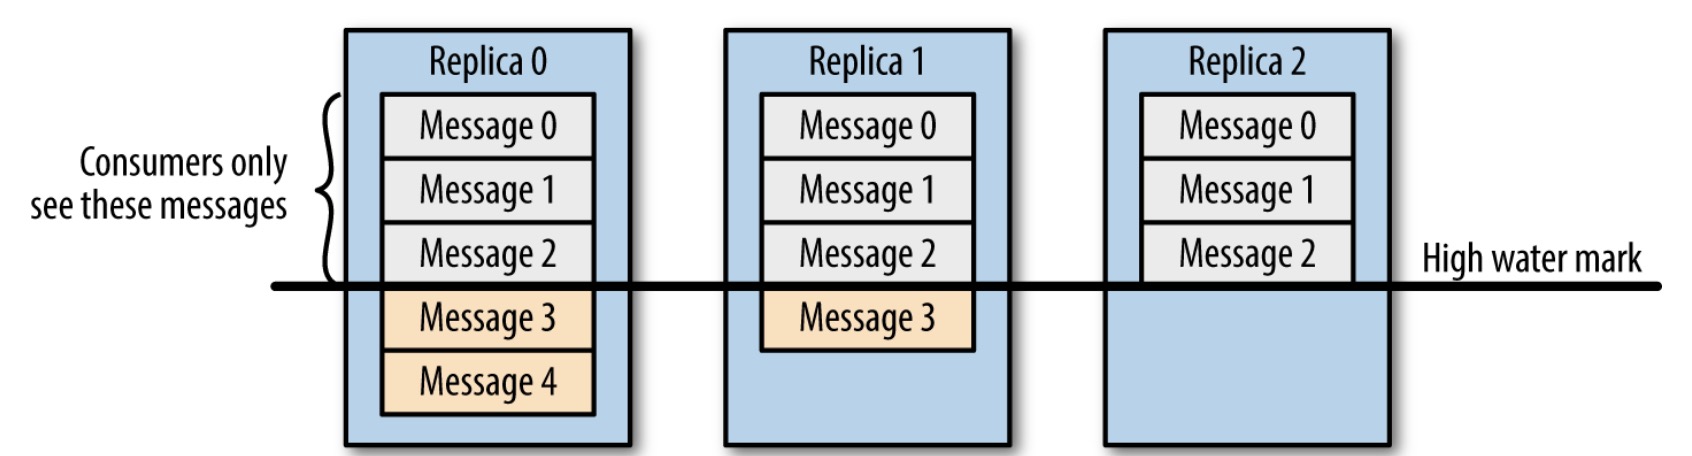 Replica 0
Message 0
Message 1
Message 2
Message 3
Message 4
Consumers only
see these messages
Replica 1
Message 0
Message 1
Message 2
Message 3
Replica 2
Message 0
Message 1
Message 2
High water mark